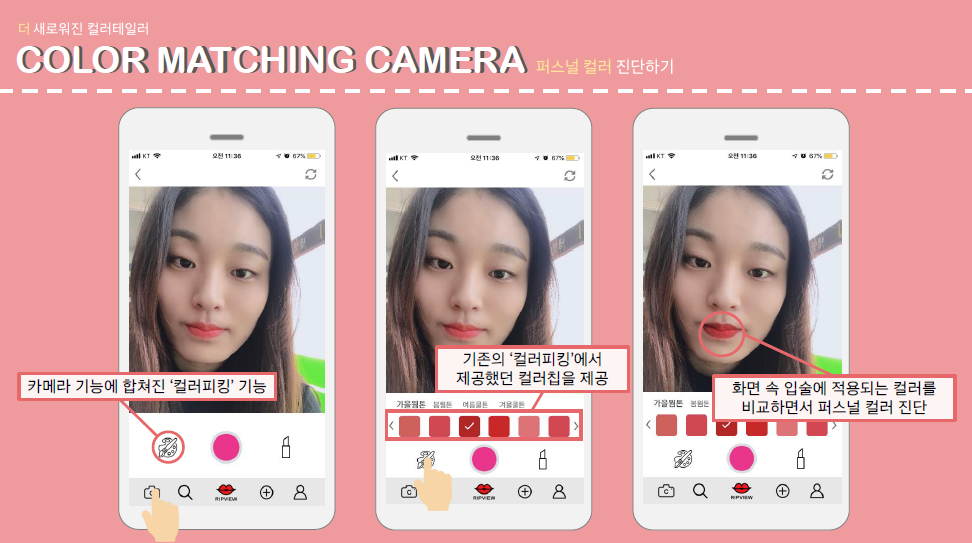 더 새로워진 컬러테일러
COLOR MATCHING CAMERA 퍼스널 컬러 진단하기
KT 오전 11:36 67%
카메라 기능에 합쳐진 ‘컬러피킹’ 기능
RIPVIEW
KT 오전 11:36 67%
기존의 ‘컬러피킹’에서
제공했던 컬러칩을 제공
가을웜톤 봄웜톤 여름쿨톤 겨울쿨톤
RIPVIEW
KT 오전 11:36 67%
화면 속 입술에 적용되는 컬러를
비교하면서 퍼스널 컬러 진단
가을웜톤 봄웜톤
RIPVIEW